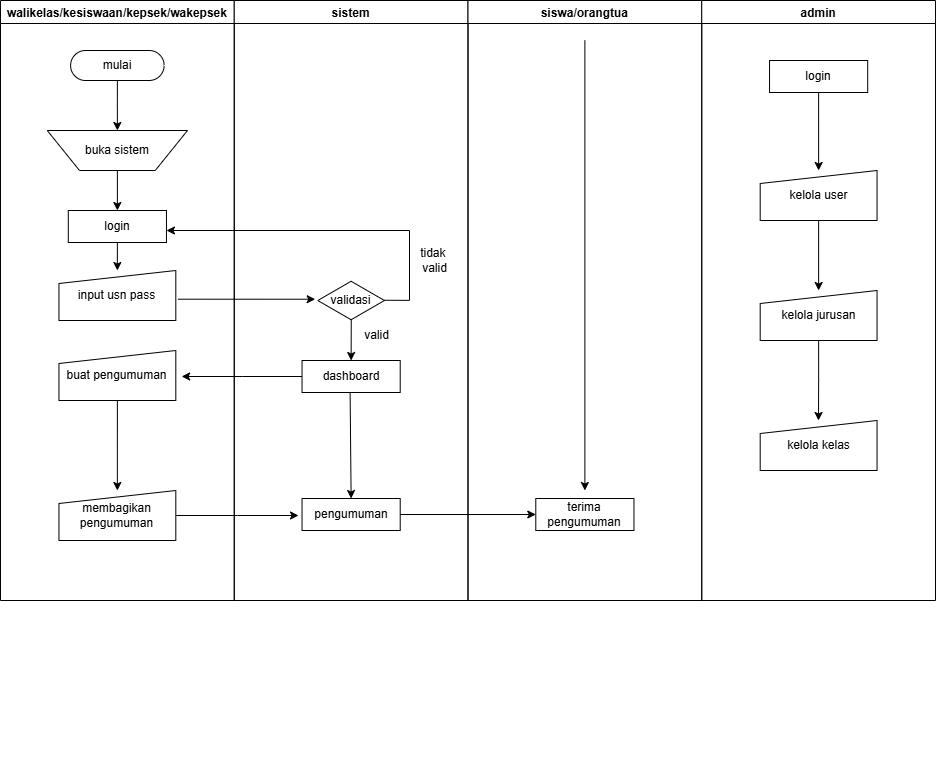 walikelas/kesiswaan/kepsek/wakepsek
sistem
siswa/orangtua
admin
mulai
buka sistem
login
input usn pass
validasi
tidak
valid
valid
dashboard
buat pengumuman
membagikan
pengumuman
pengumuman
terima
pengumuman
login
kelola user
kelola jurusan
kelola kelas